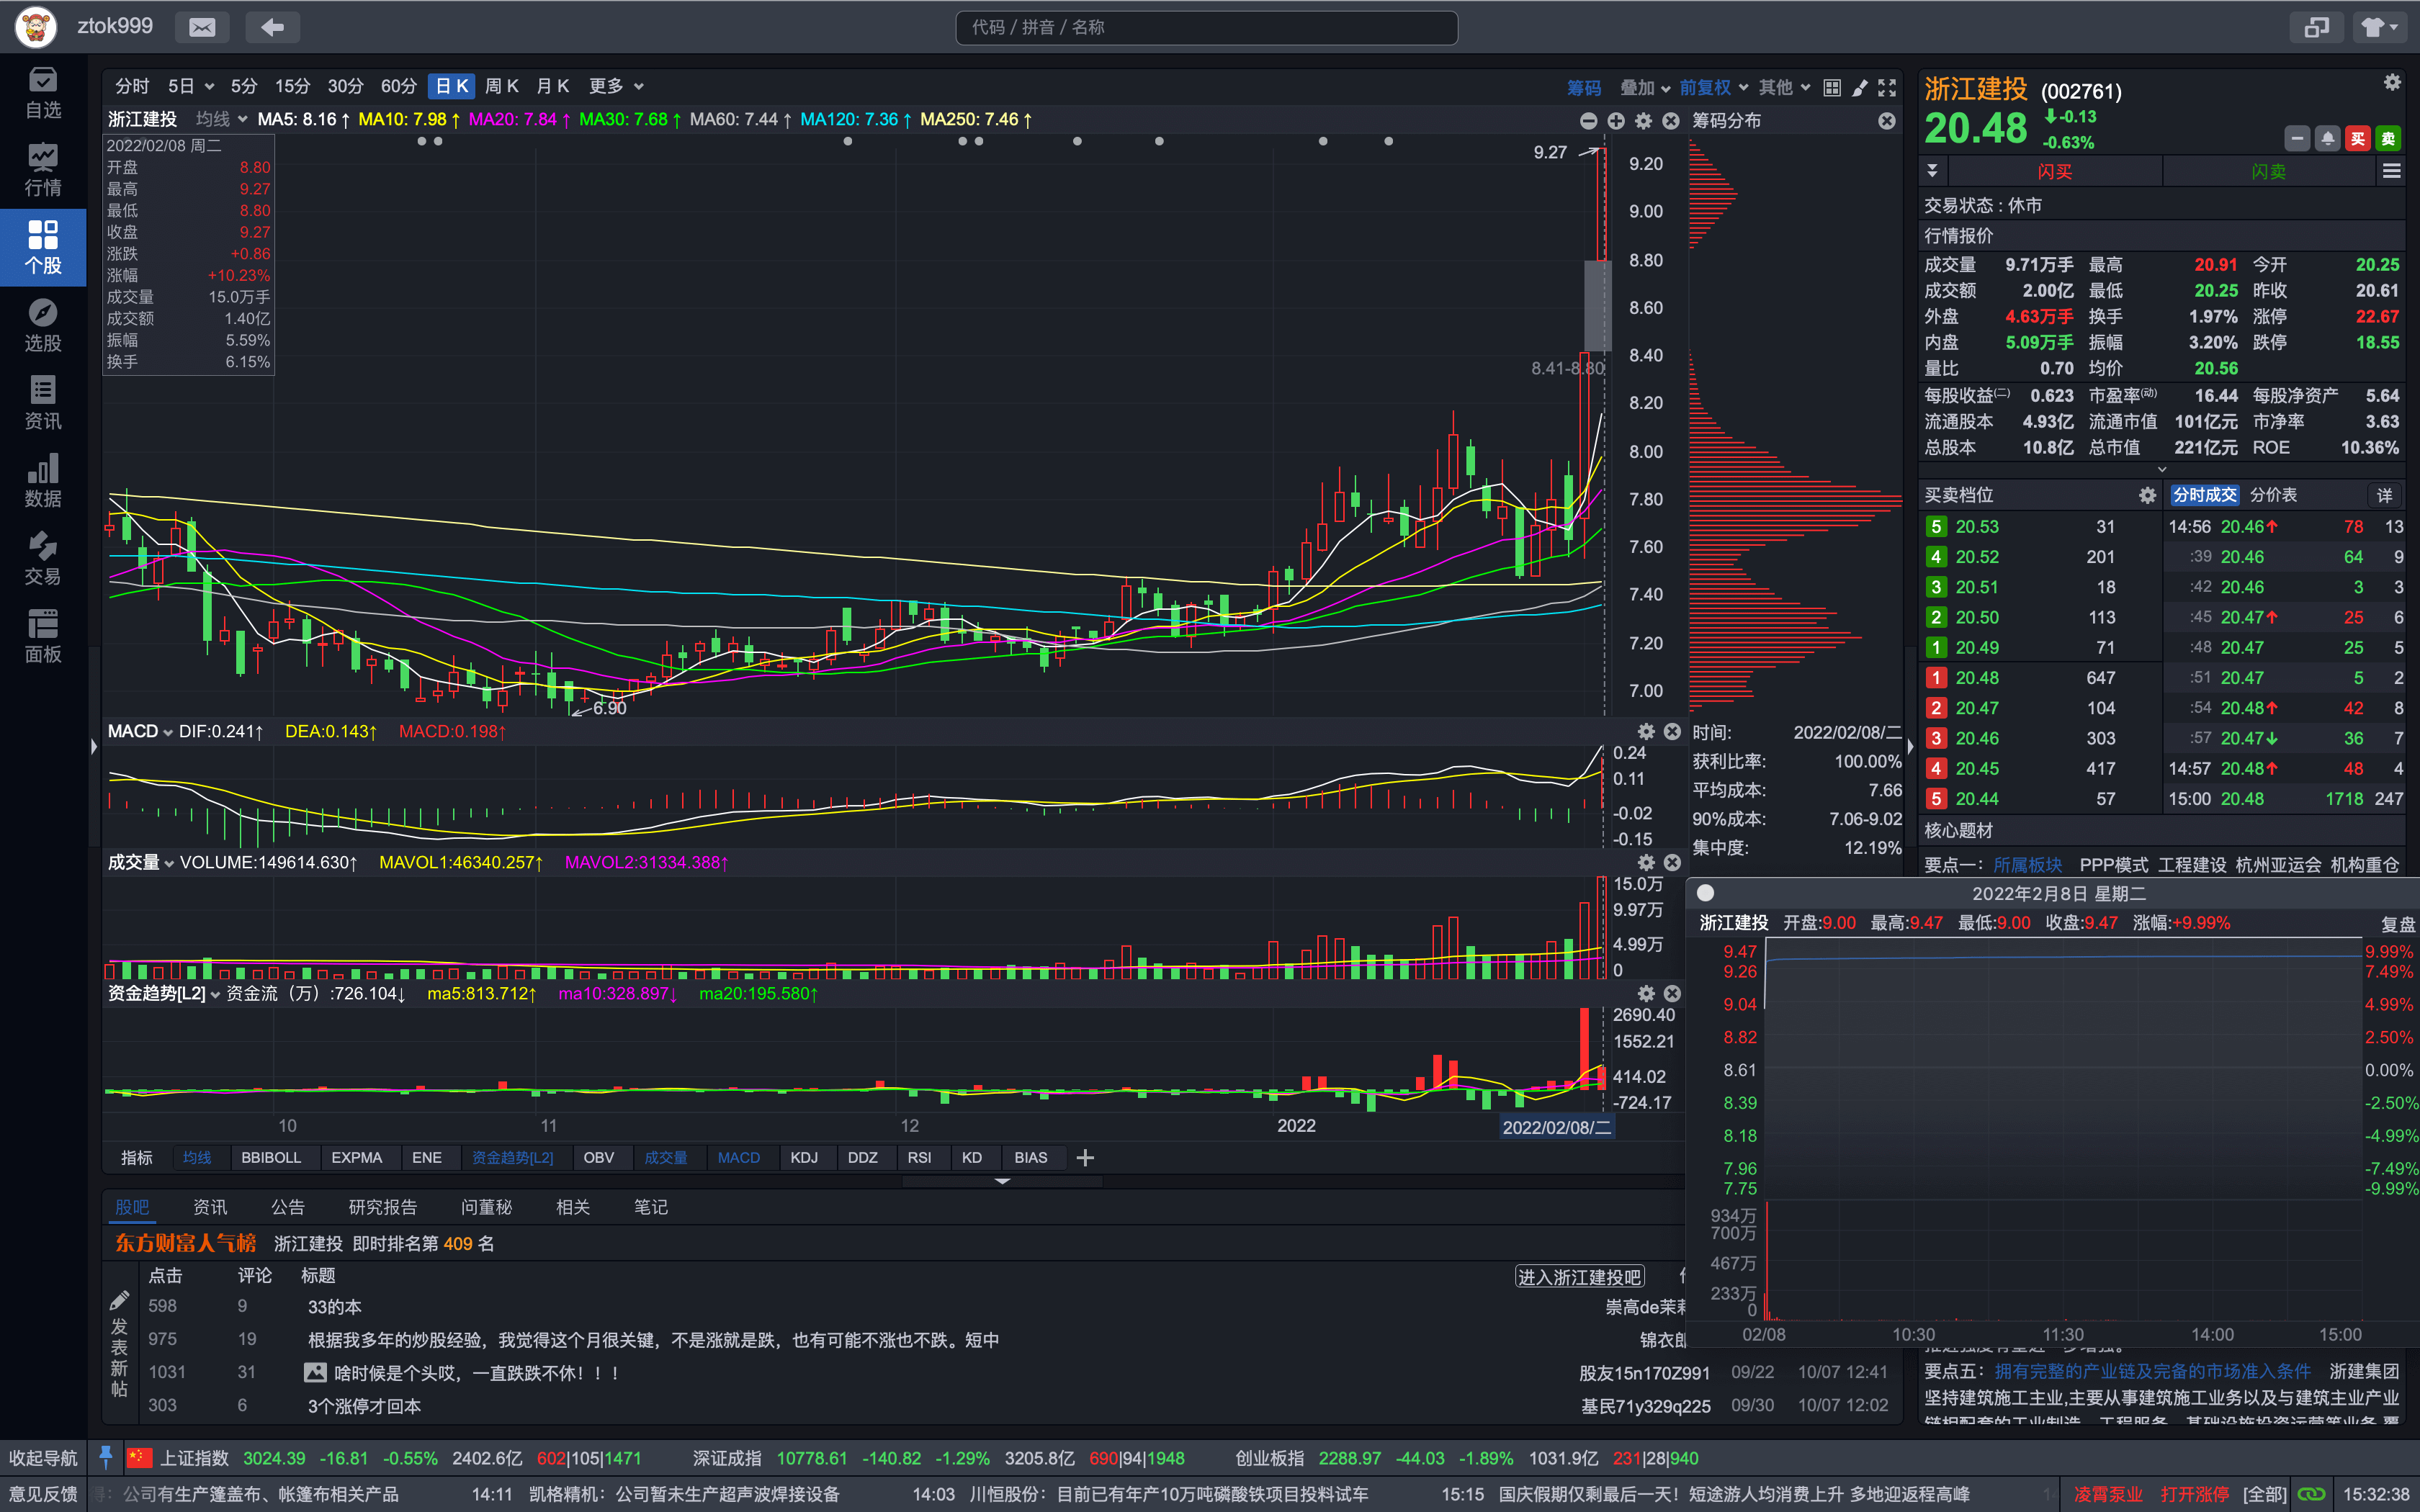 ztok999
代码 / 拼音 / 名称
自选
行情
个股
选股
资讯
数据
交易
面板
分时 5日 5分 15分 30分 60分 日K 周K 月K 更多 筹码 叠加 前复权 其他
浙江建投 均线 MA5: 8.16↑ MA10: 7.98↑ MA20: 7.84↑ MA30: 7.68↑ MA60: 7.44↑ MA120: 7.36↑ MA250: 7.46↑
筹码分布
2022/02/08 周二
开盘 8.80
最高 9.27
最低 8.80
收盘 9.27
涨跌 +0.86
涨幅 +10.23%
成交量 15.0万手
成交额 1.40亿
振幅 5.59%
换手 6.15%
9.27
8.41-8.80
6.90
9.20
9.00
8.80
8.60
8.40
8.20
8.00
7.80
7.60
7.40
7.20
7.00
MACD DIF:0.241↑ DEA:0.143↑ MACD:0.198↑
0.24
0.11
-0.02
-0.15
成交量 VOLUME:149614.630↑ MAVOL1:46340.257↑ MAVOL2:31334.388↑
15.0万
9.97万
4.99万
0
资金趋势[L2] 资金流（万）:726.104↓ ma5:813.712↑ ma10:328.897↓ ma20:195.580↑
2690.40
1552.21
414.02
-724.17
10 11 12 2022 2022/02/08/二
时间: 2022/02/08/二
获利比率: 100.00%
平均成本: 7.66
90%成本: 7.06-9.02
集中度: 12.19%
指标 均线 BBIBOLL EXPMA ENE 资金趋势[L2] OBV 成交量 MACD KDJ DDZ RSI KD BIAS
股吧 资讯 公告 研究报告 问董秘 相关 笔记
东方财富人气榜 浙江建投 即时排名第 409 名
点击 评论 标题 进入浙江建投吧
598 9 33的本 崇高de茉莉
975 19 根据我多年的炒股经验，我觉得这个月很关键，不是涨就是跌，也有可能不涨也不跌。短中 锦衣郎
1031 31 啥时候是个头哎，一直跌跌不休！！！ 股友15n170Z991 09/22 10/07 12:41
303 6 3个涨停才回本 基民71y329q225 09/30 10/07 12:02
发表新帖
浙江建投 (002761)
20.48 -0.13
-0.63%
买 卖
闪买 闪卖
交易状态 : 休市
行情报价
成交量 9.71万手 最高 20.91 今开 20.25
成交额 2.00亿 最低 20.25 昨收 20.61
外盘 4.63万手 换手 1.97% 涨停 22.67
内盘 5.09万手 振幅 3.20% 跌停 18.55
量比 0.70 均价 20.56
每股收益(二) 0.623 市盈率(动) 16.44 每股净资产 5.64
流通股本 4.93亿 流通市值 101亿元 市净率 3.63
总股本 10.8亿 总市值 221亿元 ROE 10.36%
买卖档位 分时成交 分价表 详
5 20.53 31 14:56 20.46↑ 78 13
4 20.52 201 :39 20.46 64 9
3 20.51 18 :42 20.46 3 3
2 20.50 113 :45 20.47↑ 25 6
1 20.49 71 :48 20.47 25 5
1 20.48 647 :51 20.47 5 2
2 20.47 104 :54 20.48↑ 42 8
3 20.46 303 :57 20.47↓ 36 7
4 20.45 417 14:57 20.48↑ 48 4
5 20.44 57 15:00 20.48 1718 247
核心题材
要点一： 所属板块 PPP模式 工程建设 杭州亚运会 机构重仓
2022年2月8日 星期二
浙江建投 开盘:9.00 最高:9.47 最低:9.00 收盘:9.47 涨幅:+9.99% 复盘
9.47 9.99%
9.26 7.49%
9.04 4.99%
8.82 2.50%
8.61 0.00%
8.39 -2.50%
8.18 -4.99%
7.96 -7.49%
7.75 -9.99%
934万
700万
467万
233万
0
02/08 10:30 11:30 14:00 15:00
要点五： 拥有完整的产业链及完备的市场准入条件 浙建集团
坚持建筑施工主业,主要从事建筑施工业务以及与建筑主业产业
链相配套的工业制造、工程服务、基础设施投资运营等业务,覆
收起导航 上证指数 3024.39 -16.81 -0.55% 2402.6亿 602|105|1471 深证成指 10778.61 -140.82 -1.29% 3205.8亿 690|94|1948 创业板指 2288.97 -44.03 -1.89% 1031.9亿 231|28|940
意见反馈 公司有生产篷盖布、帐篷布相关产品 14:11 凯格精机：公司暂未生产超声波焊接设备 14:03 川恒股份：目前已有年产10万吨磷酸铁项目投料试车 15:15 国庆假期仅剩最后一天！短途游人均消费上升 多地迎返程高峰 凌霄泵业 打开涨停 [全部] 15:32:38